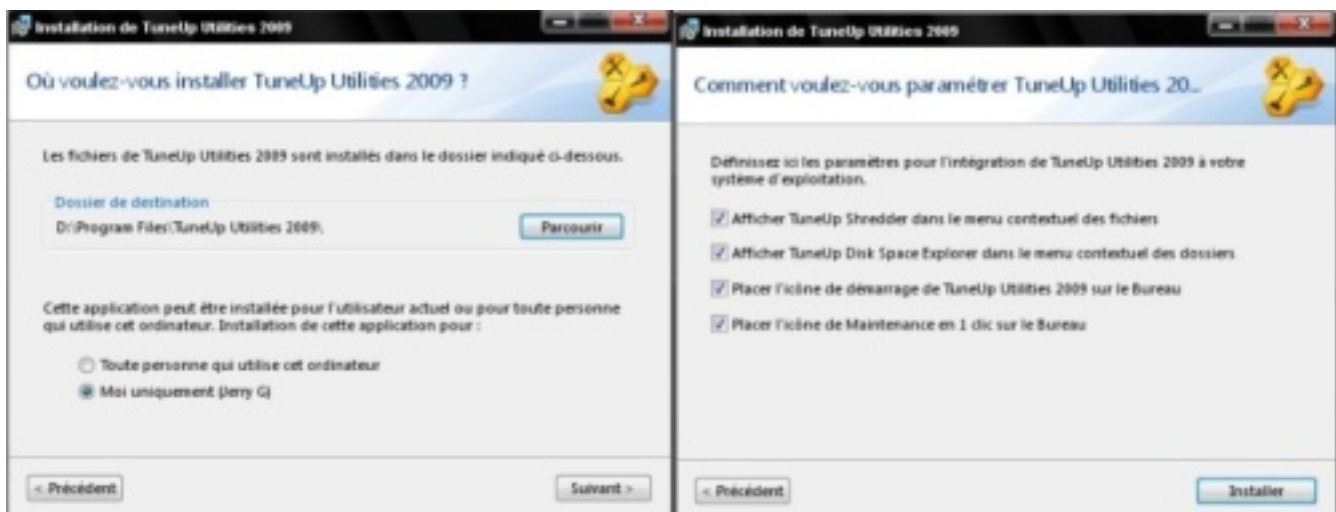 Installation de TuneUp Utilities 2009
Où voulez-vous installer TuneUp Utilities 2009 ?
Les fichiers de TuneUp Utilities 2009 sont installés dans le dossier indiqué ci-dessous.
Dossier de destination
D:\Program Files\TuneUp Utilities 2009\
Parcourir
Cette application peut être installée pour l'utilisateur actuel ou pour toute personne
qui utilise cet ordinateur. Installation de cette application pour :
Toute personne qui utilise cet ordinateur
Moi uniquement (Jerry G)
< Précédent
Suivant >
Installation de TuneUp Utilities 2009
Comment voulez-vous paramétrer TuneUp Utilities 20...
Définissez ici les paramètres pour l'intégration de TuneUp Utilities 2009 à votre
système d'exploitation.
Afficher TuneUp Shredder dans le menu contextuel des fichiers
Afficher TuneUp Disk Space Explorer dans le menu contextuel des dossiers
Placer l'icône de démarrage de TuneUp Utilities 2009 sur le Bureau
Placer l'icône de Maintenance en 1 clic sur le Bureau
< Précédent
Installer